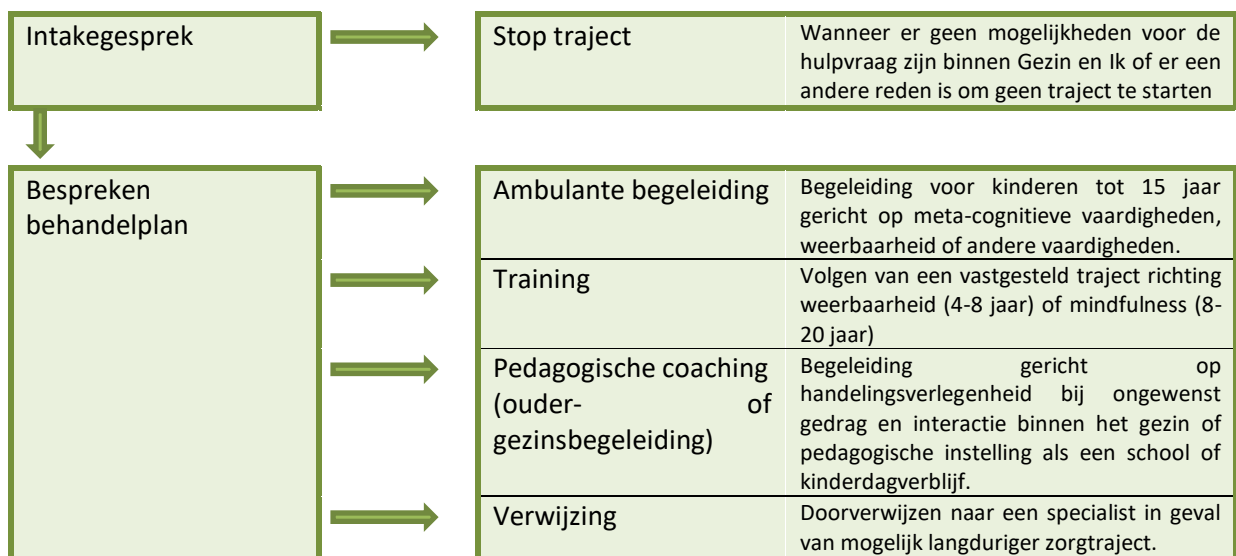 Intakegesprek
Stop traject
Wanneer er geen mogelijkheden voor de
hulpvraag zijn binnen Gezin en Ik of er een
andere reden is om geen traject te starten
Bespreken
behandelplan
Ambulante begeleiding
Begeleiding voor kinderen tot 15 jaar
gericht op meta-cognitieve vaardigheden,
weerbaarheid of andere vaardigheden.
Training
Volgen van een vastgesteld traject richting
weerbaarheid (4-8 jaar) of mindfulness (8-
20 jaar)
Pedagogische coaching
(ouder- of
gezinsbegeleiding)
Begeleiding gericht op
handelingsverlegenheid bij ongewenst
gedrag en interactie binnen het gezin of
pedagogische instelling als een school of
kinderdagverblijf.
Verwijzing
Doorverwijzen naar een specialist in geval
van mogelijk langduriger zorgtraject.